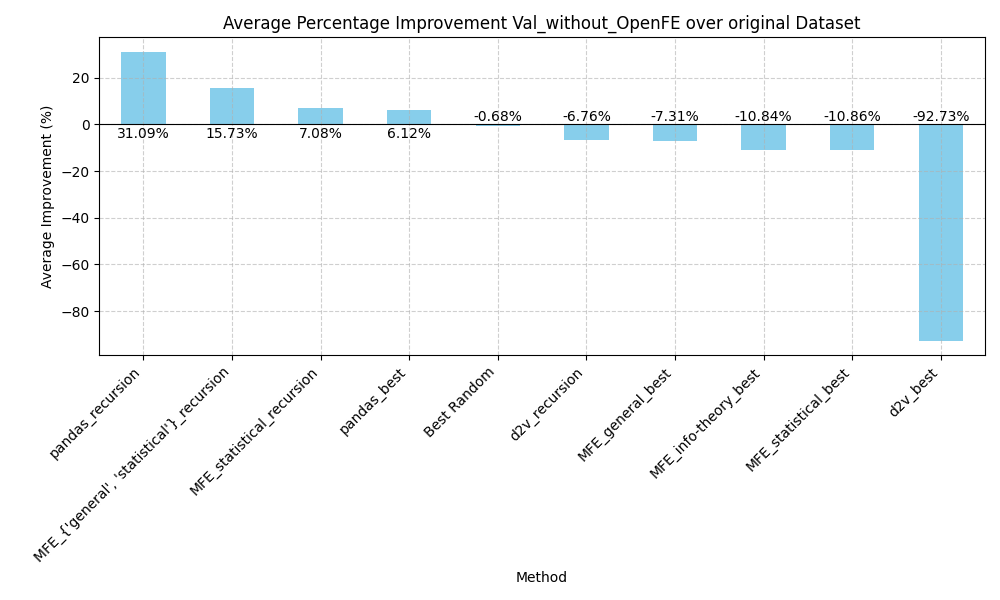 Average Percentage Improvement Val_without_OpenFE over original Dataset
Average Improvement (%)
20
0
−20
−40
−60
−80
31.09%
15.73%
7.08%
6.12%
-0.68%
-6.76%
-7.31%
-10.84%
-10.86%
-92.73%
pandas_recursion
MFE_{'general', 'statistical'}_recursion
MFE_statistical_recursion
pandas_best
Best Random
d2v_recursion
MFE_general_best
MFE_info-theory_best
MFE_statistical_best
d2v_best
Method